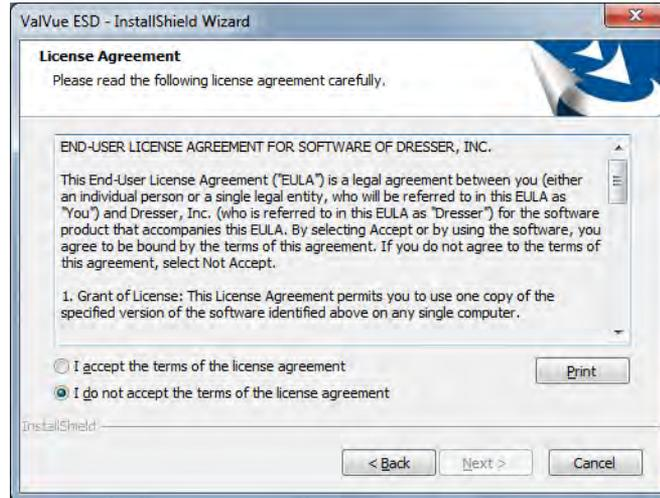 ValVue ESD - InstallShield Wizard
License Agreement
Please read the following license agreement carefully.
END-USER LICENSE AGREEMENT FOR SOFTWARE OF DRESSER, INC.
This End-User License Agreement ("EULA") is a legal agreement between you (either
an individual person or a single legal entity, who will be referred to in this EULA as
"You") and Dresser, Inc. (who is referred to in this EULA as "Dresser") for the software
product that accompanies this EULA. By selecting Accept or by using the software, you
agree to be bound by the terms of this agreement. If you do not agree to the terms of
this agreement, select Not Accept.
1. Grant of License: This License Agreement permits you to use one copy of the
specified version of the software identified above on any single computer.
I accept the terms of the license agreement
Print
I do not accept the terms of the license agreement
InstallShield
< Back
Next >
Cancel